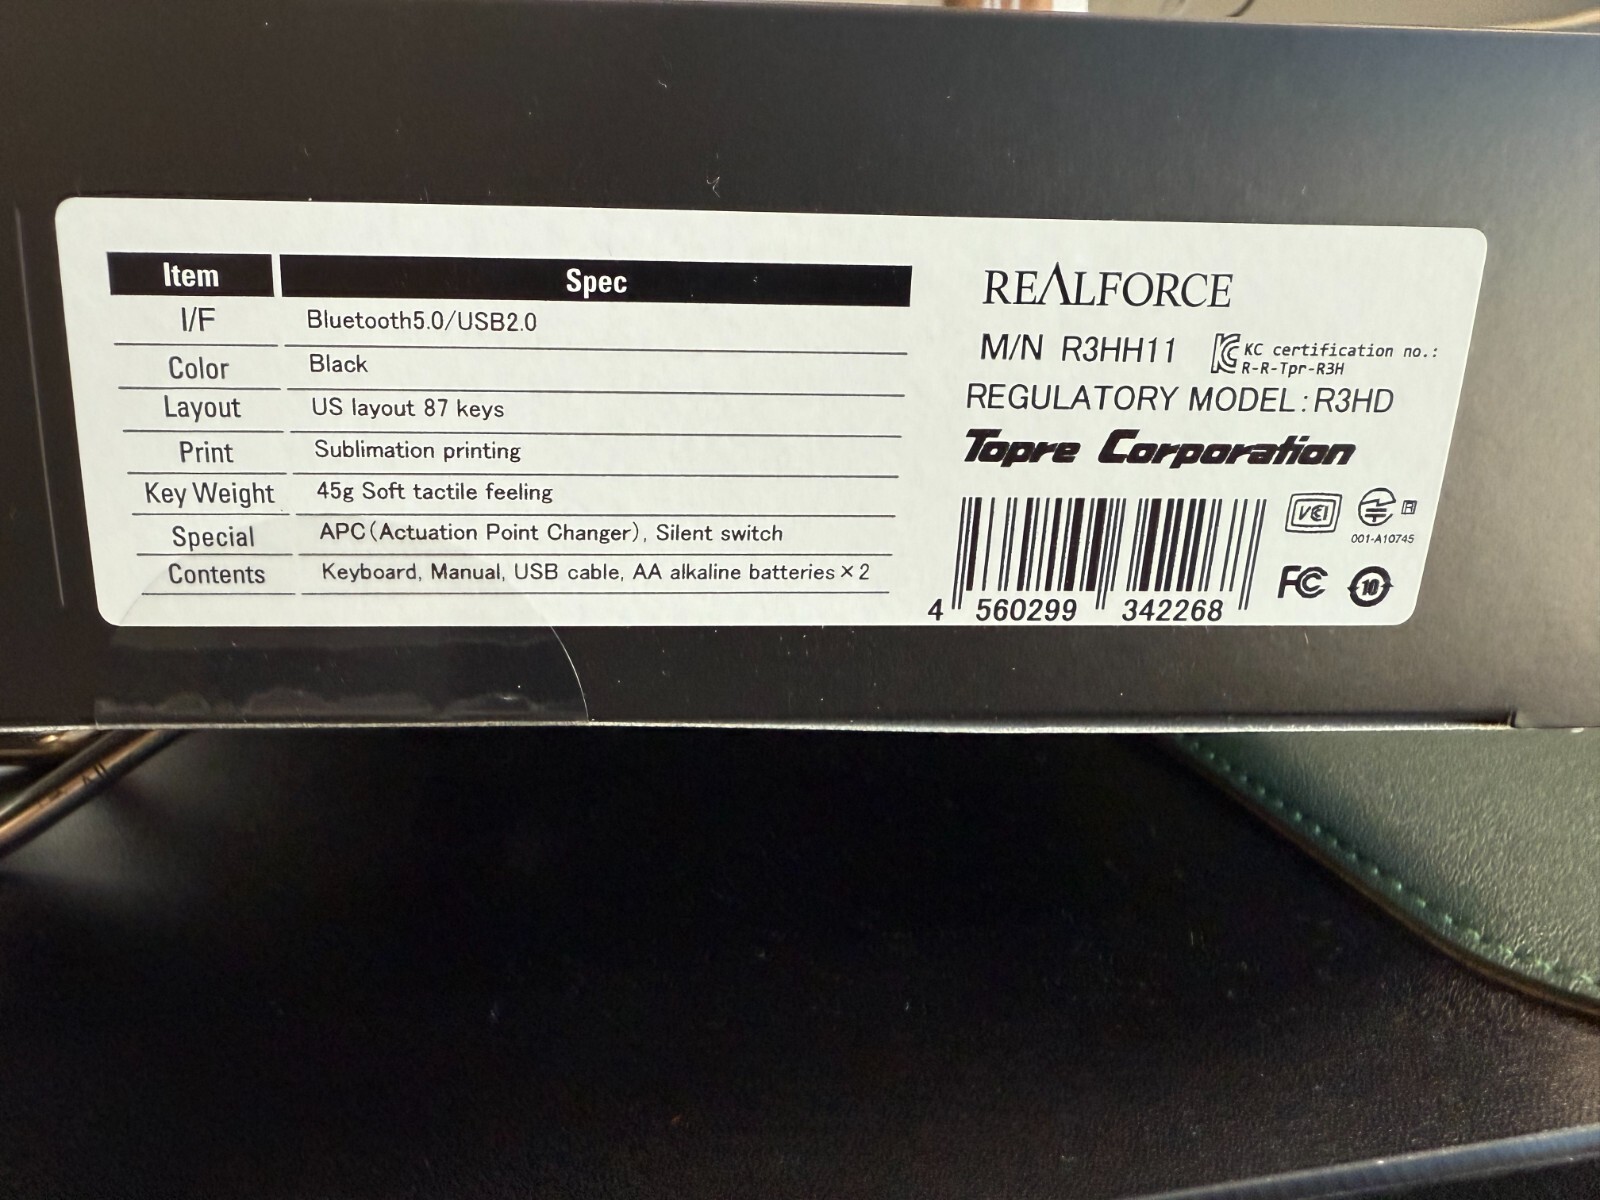 Item Spec
I/F Bluetooth5.0/USB2.0
Color Black
Layout US layout 87 keys
Print Sublimation printing
Key Weight 45g Soft tactile feeling
Special APC(Actuation Point Changer), Silent switch
Contents Keyboard, Manual, USB cable, AA alkaline batteries×2
REALFORCE
M/N R3HH11
KC certification no.:
R-R-Tpr-R3H
REGULATORY MODEL: R3HD
Topre Corporation
4 560299 342268
VCI
R
001-A10745
FC
10